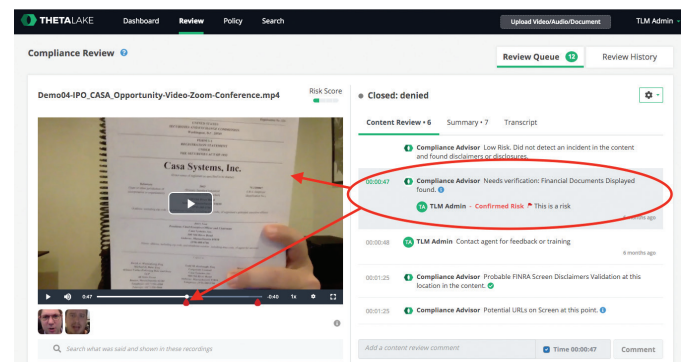 THETALAKE Dashboard Review Policy Search Upload Video/Audio/Document TLM Admin
Compliance Review Review Queue 12 Review History
Demo04-IPO_CASA_Opportunity-Video-Zoom-Conference.mp4 Risk Score
Casa Systems, Inc.
0:47 -0:40 1x
Search what was said and shown in these recordings
Closed: denied
Content Review • 6 Summary • 7 Transcript
Compliance Advisor Low Risk. Did not detect an incident in the content
and found disclaimers or disclosures.
00:00:47 Compliance Advisor Needs verification: Financial Documents Displayed
found.
TA TLM Admin - Confirmed Risk This is a risk
months ago
00:00:48 TA TLM Admin Contact agent for feedback or training
6 months ago
00:01:25 Compliance Advisor Probable FINRA Screen Disclaimers Validation at this
location in the content.
00:01:25 Compliance Advisor Potential URLs on Screen at this point.
Add a content review comment Time 00:00:47 Comment